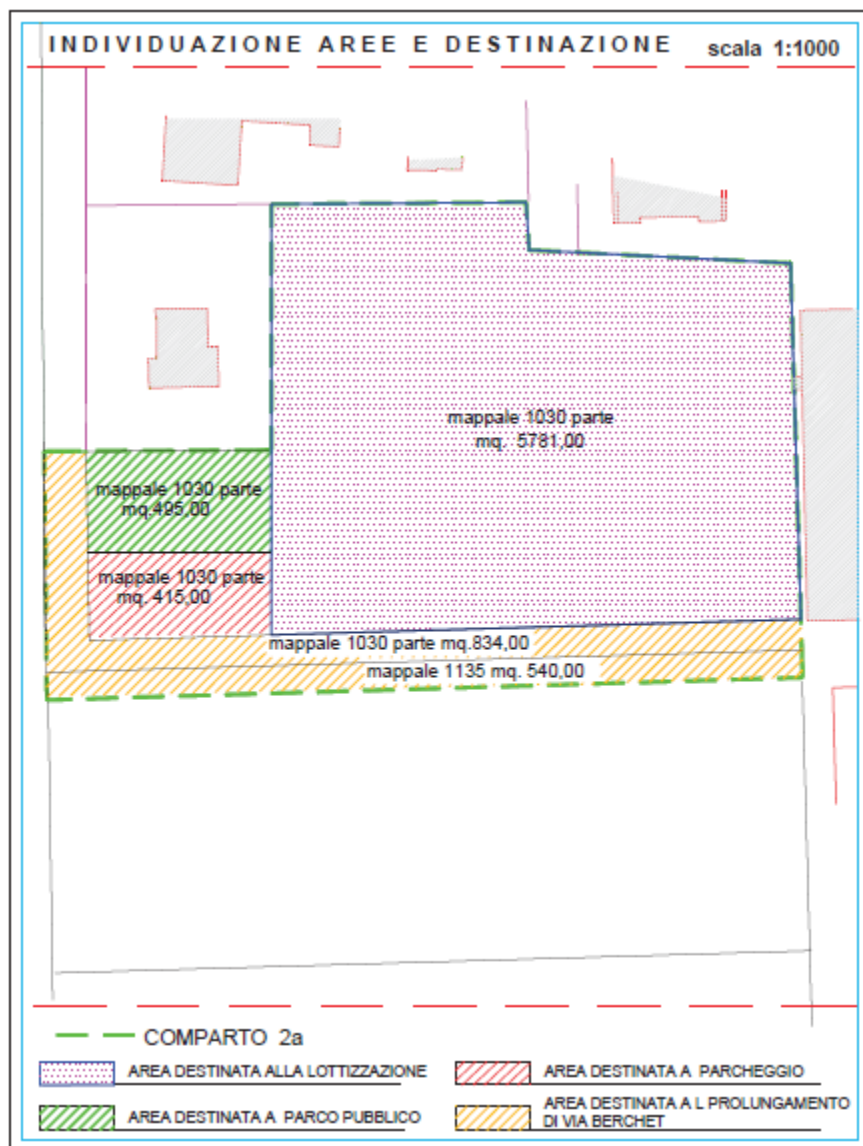 INDIVIDUAZIONE AREE E DESTINAZIONE scala 1:1000
mappale 1030 parte
mq. 5781,00
mappale 1030 parte
mq.495,00
mappale 1030 parte
mq. 415,00
mappale 1030 parte mq.834,00
mappale 1135 mq. 540,00
COMPARTO 2a
AREA DESTINATA ALLA LOTTIZZAZIONE
AREA DESTINATA A PARCHEGGIO
AREA DESTINATA A PARCO PUBBLICO
AREA DESTINATA A L PROLUNGAMENTO
DI VIA BERCHET